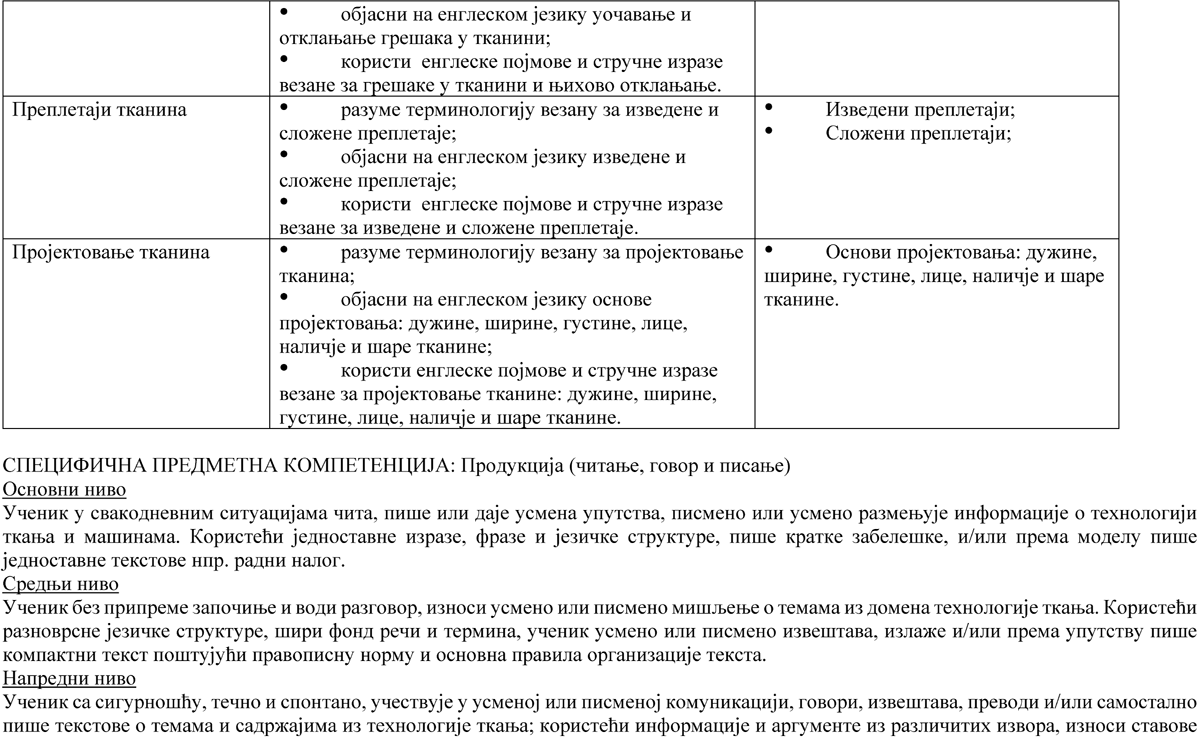 • објасни на енглеском језику уочавање и
отклањање грешака у тканини;
• користи енглеске појмове и стручне изразе
везане за грешаке у тканини и њихово отклањање.
Преплетаји тканина
• разуме терминологију везану за изведене и
сложене преплетаје;
• објасни на енглеском језику изведене и
сложене преплетаје;
• користи енглеске појмове и стручне изразе
везане за изведене и сложене преплетаје.
• Изведени преплетаји;
• Сложени преплетаји;
Пројектовање тканина
• разуме терминологију везану за пројектовање
тканина;
• објасни на енглеском језику основе
пројектовања: дужине, ширине, густине, лице,
наличје и шаре тканине;
• користи енглеске појмове и стручне изразе
везане за пројектовање тканине: дужине, ширине,
густине, лице, наличје и шаре тканине.
• Основи пројектовања: дужине,
ширине, густине, лице, наличје и шаре
тканине.
СПЕЦИФИЧНА ПРЕДМЕТНА КОМПЕТЕНЦИЈА: Продукција (читање, говор и писање)
Основни ниво
Ученик у свакодневним ситуацијама чита, пише или даје усмена упутства, писмено или усмено размењује информације о технологији
ткања и машинама. Користећи једноставне изразе, фразе и језичке структуре, пише кратке забелешке, и/или према моделу пише
једноставне текстове нпр. радни налог.
Средњи ниво
Ученик без припреме започиње и води разговор, износи усмено или писмено мишљење о темама из домена технологије ткања. Користећи
разноврсне језичке структуре, шири фонд речи и термина, ученик усмено или писмено извештава, излаже и/или према упутству пише
компактни текст поштујући правописну норму и основна правила организације текста.
Напредни ниво
Ученик са сигурношћу, течно и спонтано, учествује у усменој или писменој комуникацији, говори, извештава, преводи и/или самостално
пише текстове о темама и садржајима из технологије ткања; користећи информације и аргументе из различитих извора, износи ставове